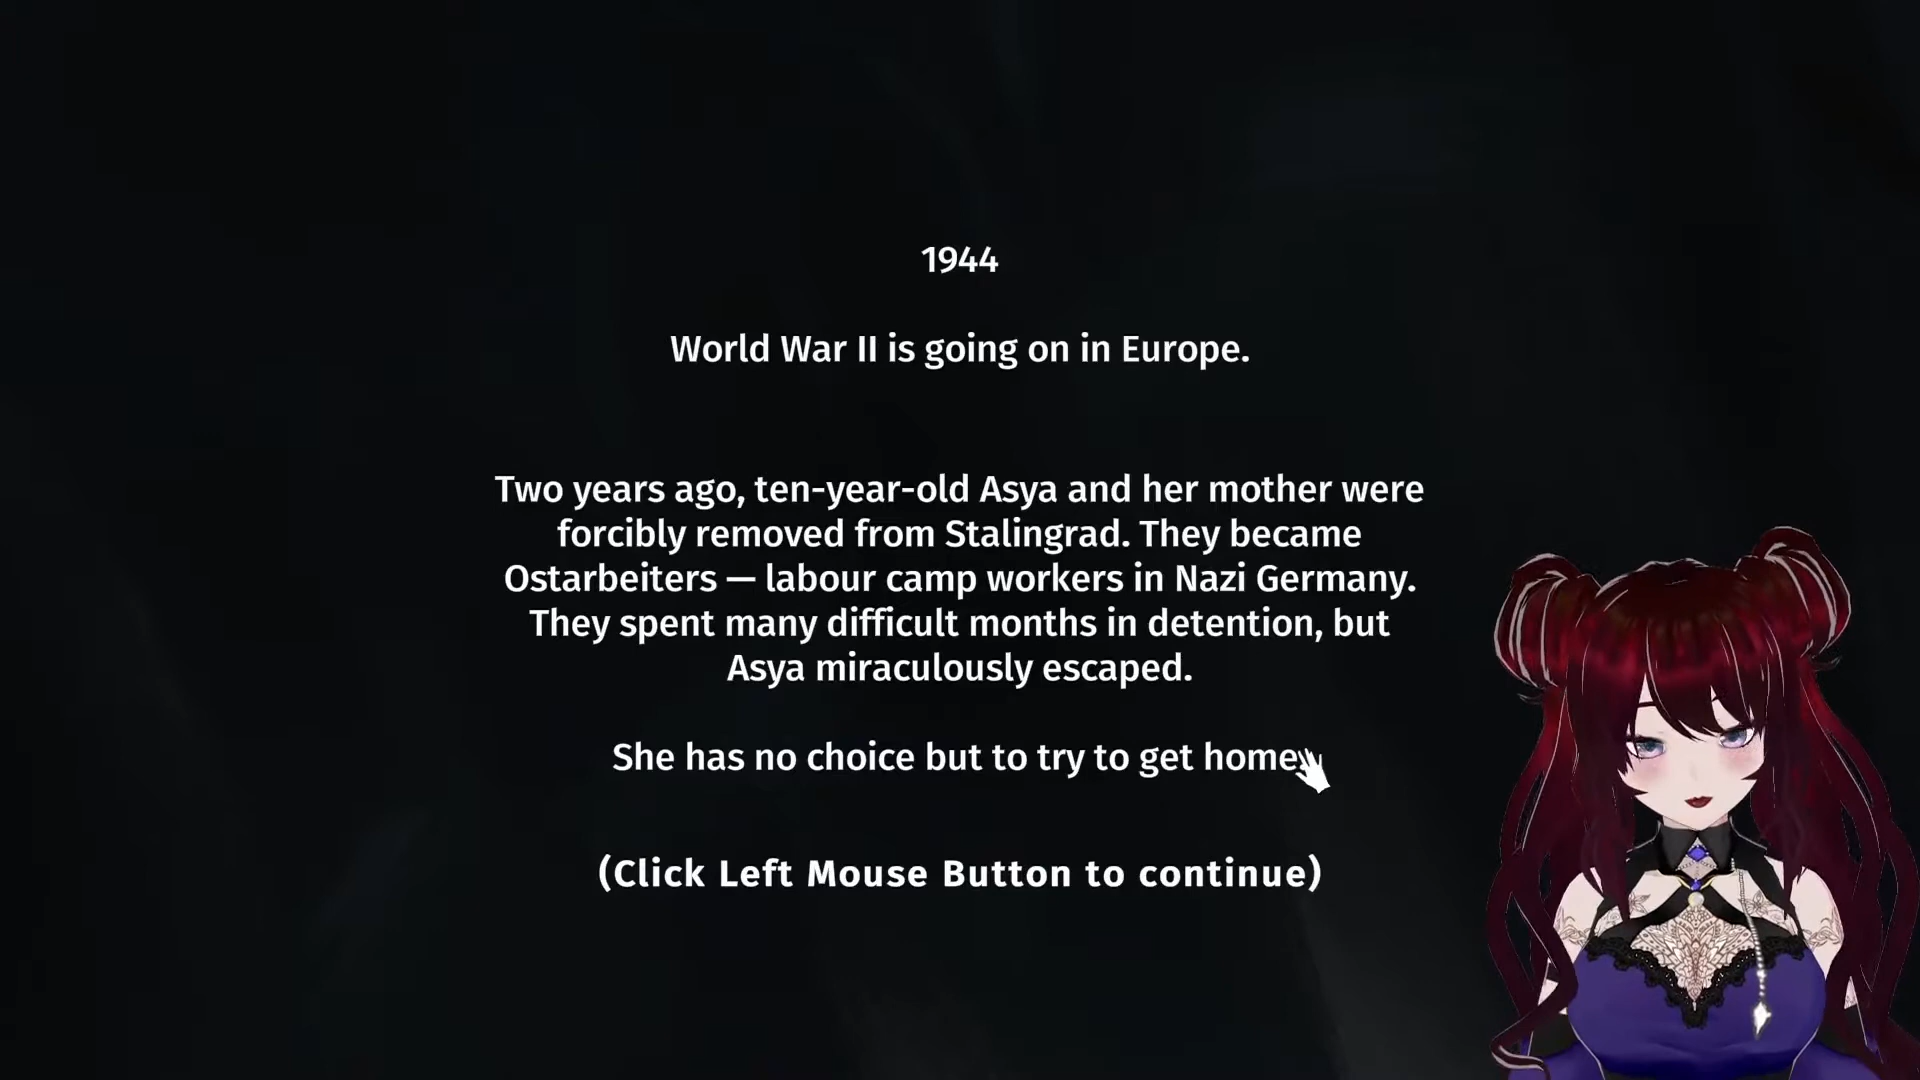 1944
World War II is going on in Europe.
Two years ago, ten-year-old Asya and her mother were
forcibly removed from Stalingrad. They became
Ostarbeiters — labour camp workers in Nazi Germany.
They spent many difficult months in detention, but
Asya miraculously escaped.
She has no choice but to try to get home
(Click Left Mouse Button to continue)